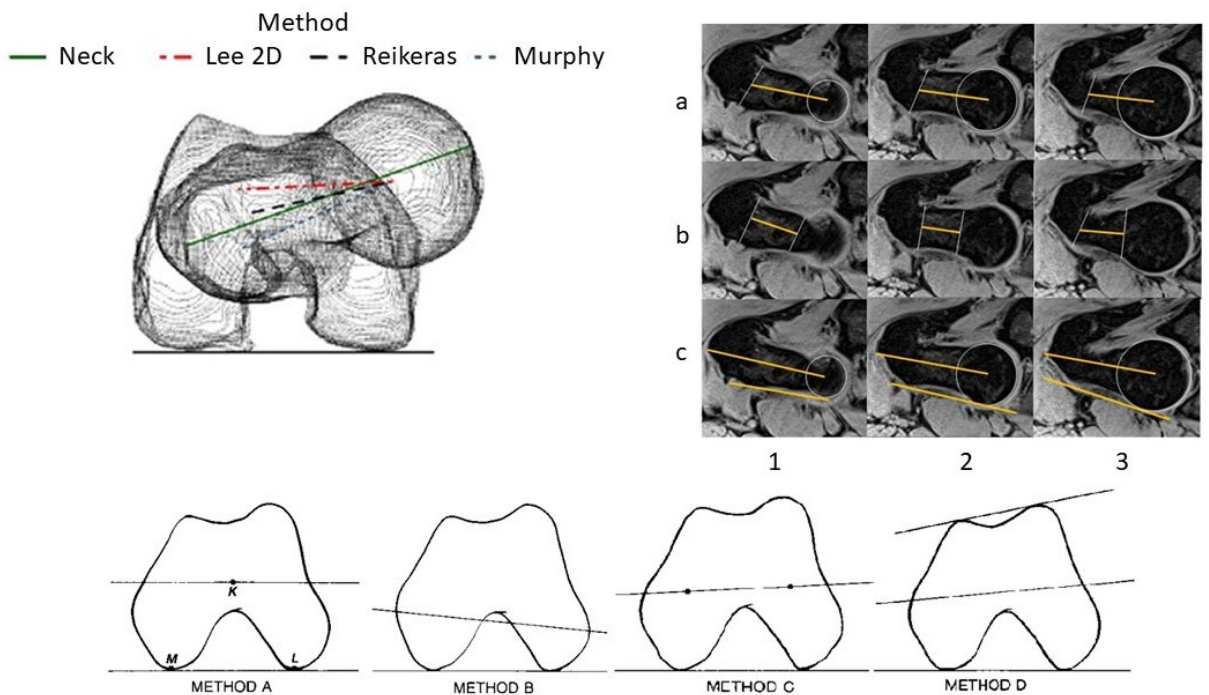 Method
Neck Lee 2D Reikeras Murphy
a
b
c
1 2 3
K
M L
METHOD A METHOD B METHOD C METHOD D